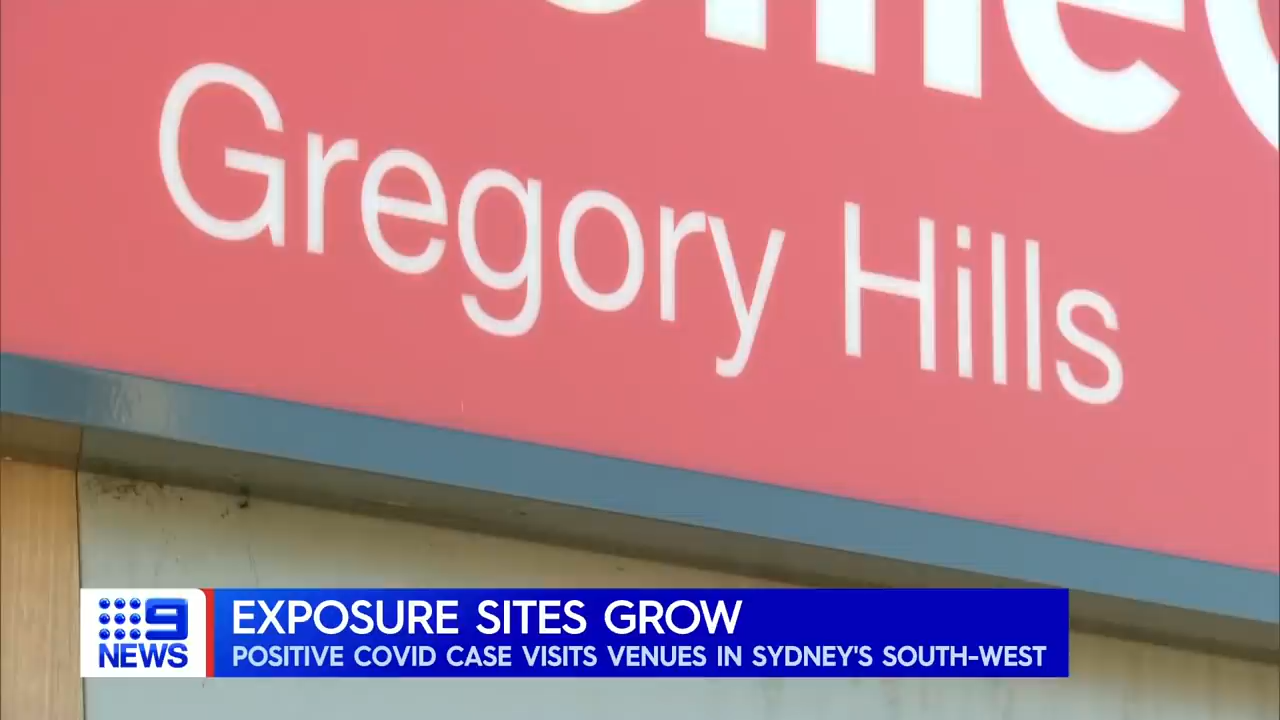 Gregory Hills
9
NEWS
EXPOSURE SITES GROW
POSITIVE COVID CASE VISITS VENUES IN SYDNEY'S SOUTH-WEST